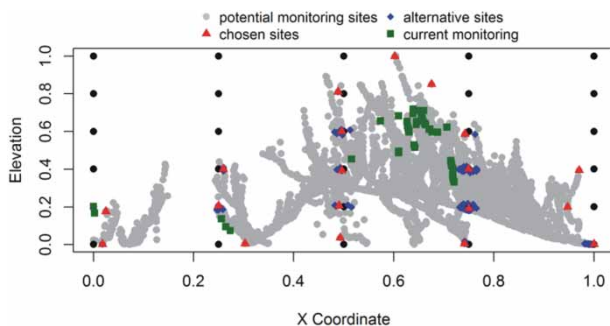 potential monitoring sites alternative sites
chosen sites current monitoring
1.0
0.8
0.6
0.4
0.2
0.0
Elevation
0.0 0.2 0.4 0.6 0.8 1.0
X Coordinate